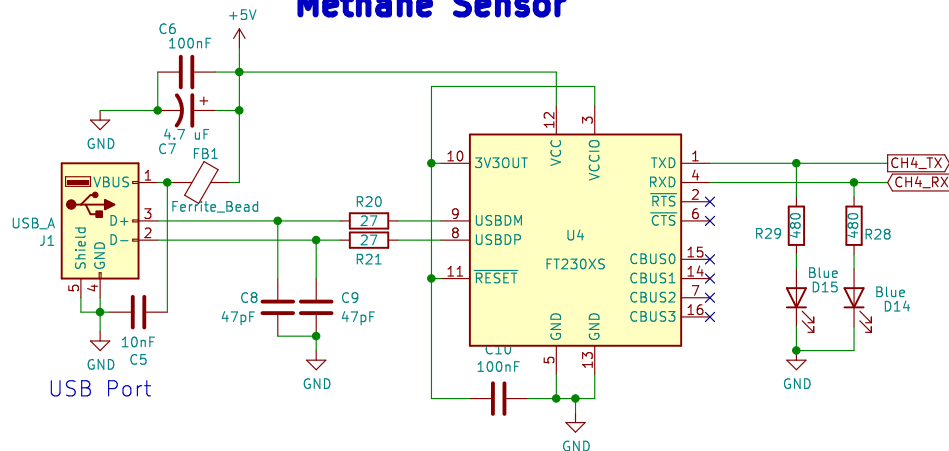 Methane Sensor
+5V
C6
100nF
+
GND
4.7 uF
C7
FB1
Ferrite_Bead
USB_A
J1
VBUS
D+
D-
Shield
GND
1
3
2
5
4
GND
10nF
C5
USB Port
R20
27
27
R21
C8
47pF
C9
47pF
GND
12
3
VCC
VCCIO
10
3V3OUT
9
USBDM
8
USBDP
11
RESET
U4
FT230XS
TXD
1
RXD
4
RTS
2
CTS
6
CBUS0
15
CBUS1
14
CBUS2
7
CBUS3
16
GND
GND
5
13
C10
100nF
GND
CH4_TX
CH4_RX
R29
480
480
R28
Blue
D15
Blue
D14
GND